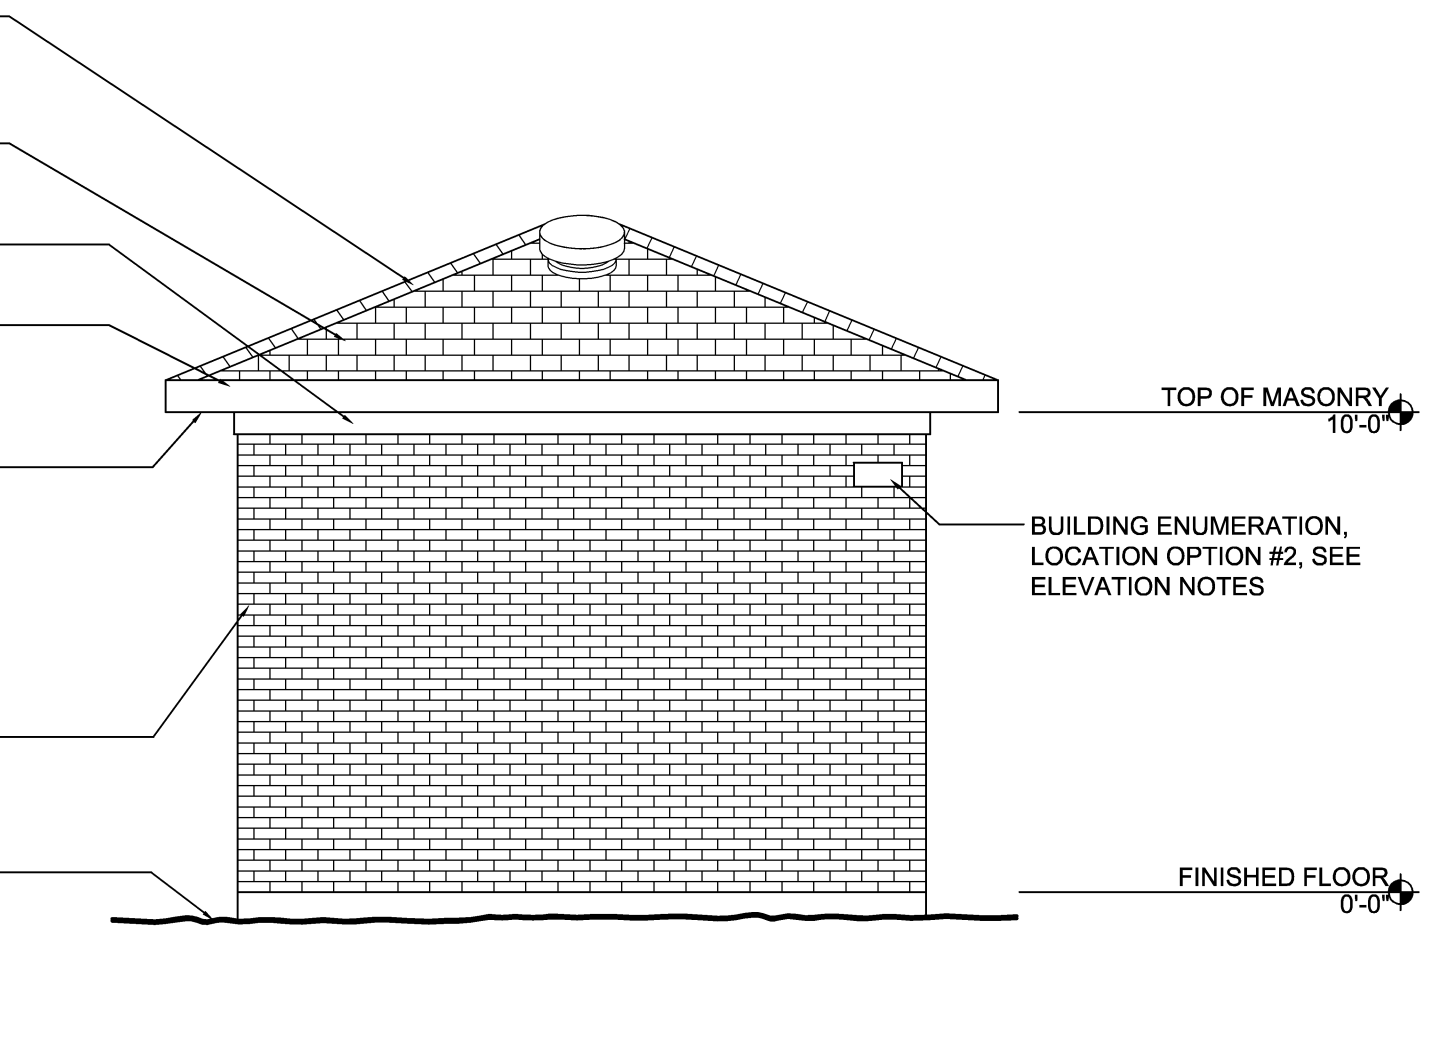 TOP OF MASONRY
10'-0"
BUILDING ENUMERATION,
LOCATION OPTION #2, SEE
ELEVATION NOTES
FINISHED FLOOR
0'-0"